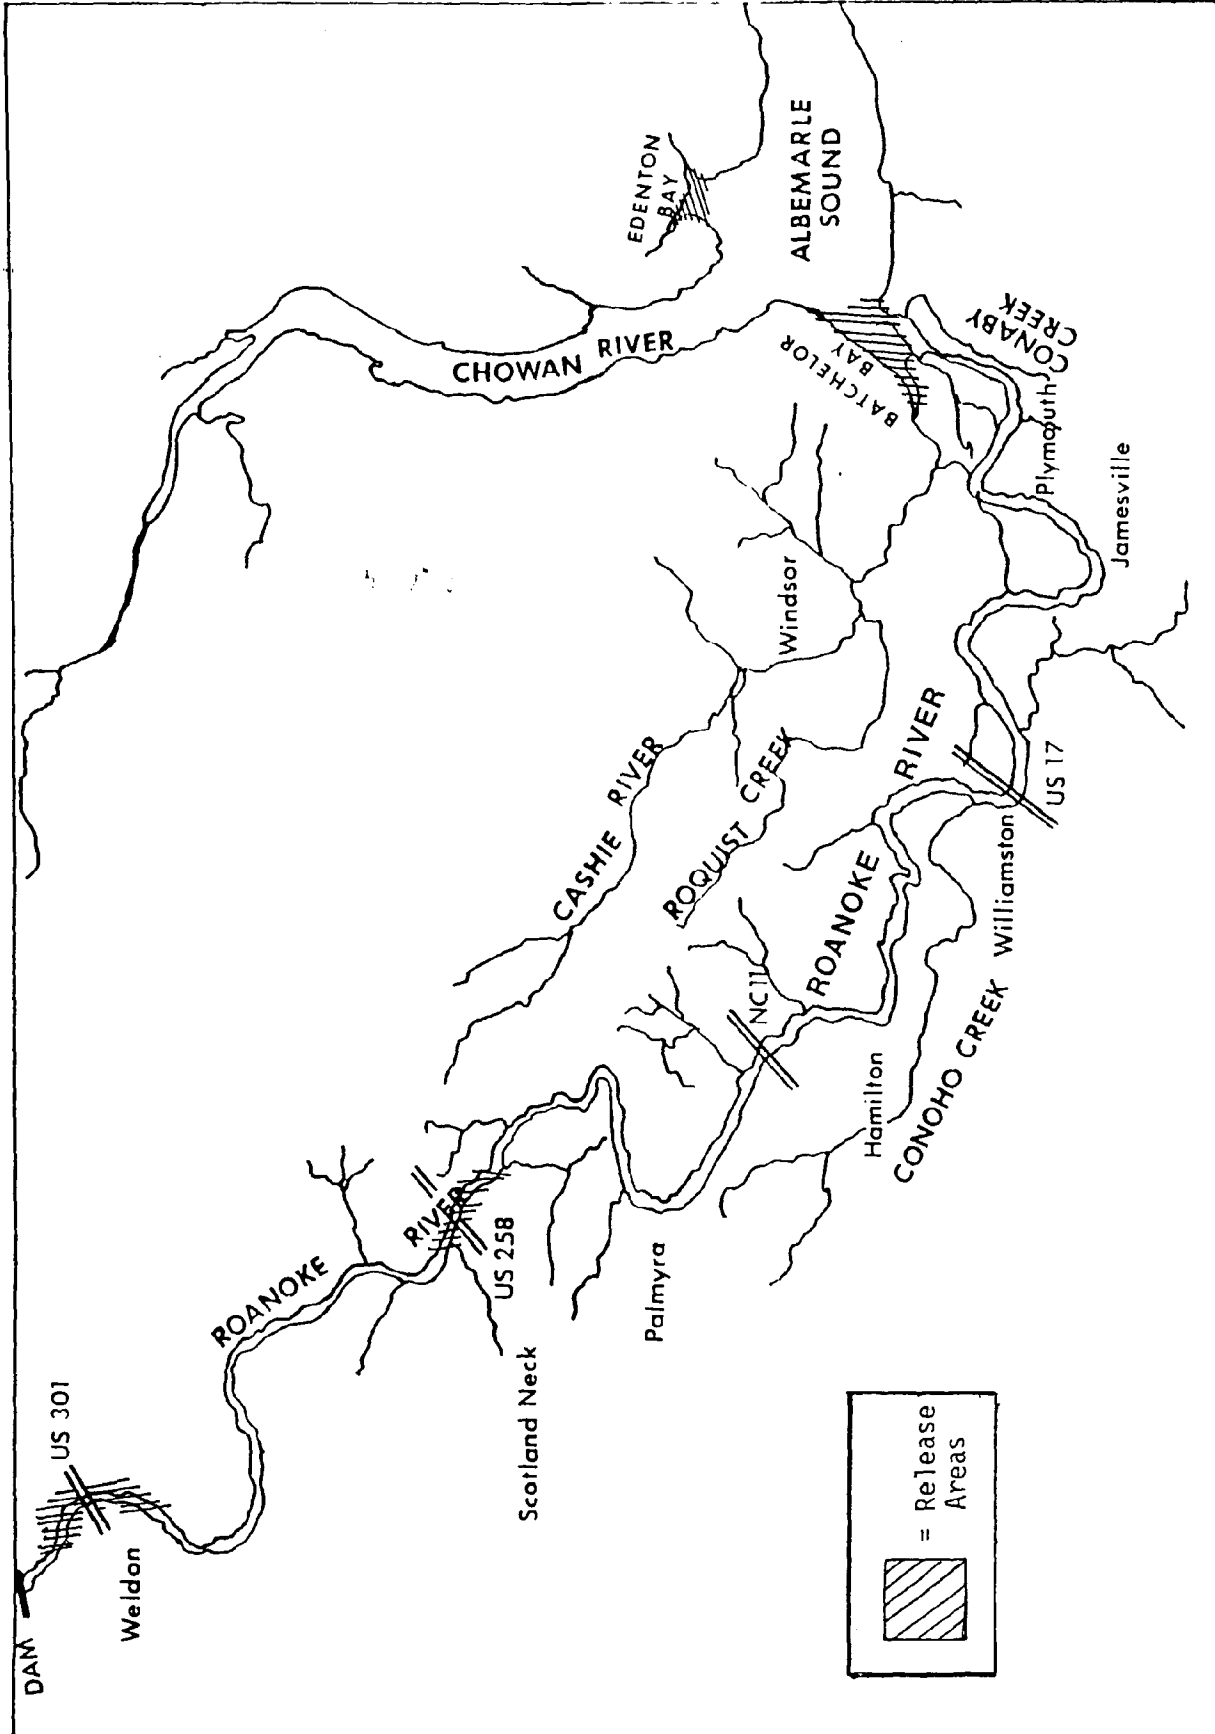 DAM
US 301
Weldon
ROANOKE
RIVER
US 258
Scotland Neck
Palmyra
NC11
Hamilton
CONOHO CREEK
ROANOKE
RIVER
Williamston
US 17
CASHIE RIVER
ROQUIST CREEK
Windsor
Jamesville
Plymouth
CONABY
CREEK
BATCHELOR
BAY
CHOWAN RIVER
EDENTON
BAY
ALBEMARLE
SOUND
= Release
Areas